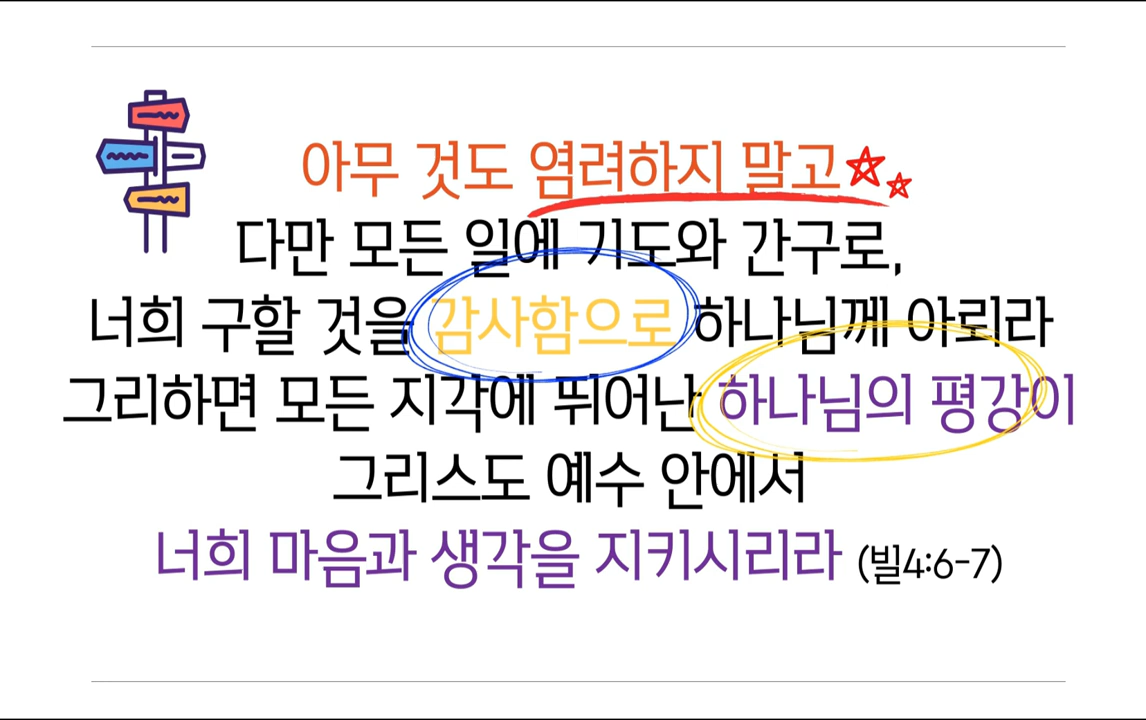 아무 것도 염려하지 말고
다만 모든 일에 기도와 간구로,
너희 구할 것을 감사함으로 하나님께 아뢰라
그리하면 모든 지각에 뛰어난 하나님의 평강이
그리스도 예수 안에서
너희 마음과 생각을 지키시리라 (빌4:6-7)